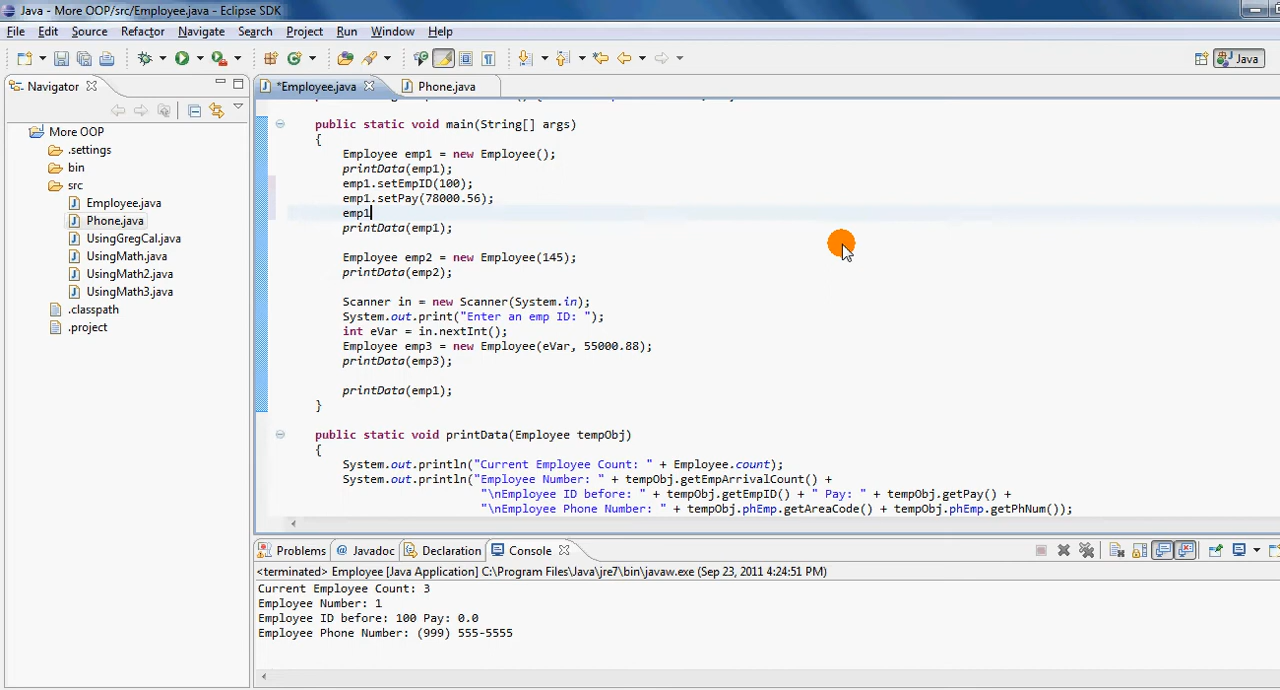 Java - More OOP/src/Employee.java - Eclipse SDK
File Edit Source Refactor Navigate Search Project Run Window Help
Java
Navigator
*Employee.java Phone.java
More OOP
.settings
bin
src
Employee.java
Phone.java
UsingGregCal.java
UsingMath.java
UsingMath2.java
UsingMath3.java
.classpath
.project
public static void main(String[] args)
{
Employee emp1 = new Employee();
printData(emp1);
emp1.setEmpID(100);
emp1.setPay(78000.56);
emp1
printData(emp1);
Employee emp2 = new Employee(145);
printData(emp2);
Scanner in = new Scanner(System.in);
System.out.print("Enter an emp ID: ");
int eVar = in.nextInt();
Employee emp3 = new Employee(eVar, 55000.88);
printData(emp3);
printData(emp1);
}
public static void printData(Employee tempObj)
{
System.out.println("Current Employee Count: " + Employee.count);
System.out.println("Employee Number: " + tempObj.getEmpArrivalCount() +
"\nEmployee ID before: " + tempObj.getEmpID() + " Pay: " + tempObj.getPay() +
"\nEmployee Phone Number: " + tempObj.phEmp.getAreaCode() + tempObj.phEmp.getPhNum());
Problems @ Javadoc Declaration Console
<terminated> Employee [Java Application] C:\Program Files\Java\jre7\bin\javaw.exe (Sep 23, 2011 4:24:51 PM)
Current Employee Count: 3
Employee Number: 1
Employee ID before: 100 Pay: 0.0
Employee Phone Number: (999) 555-5555